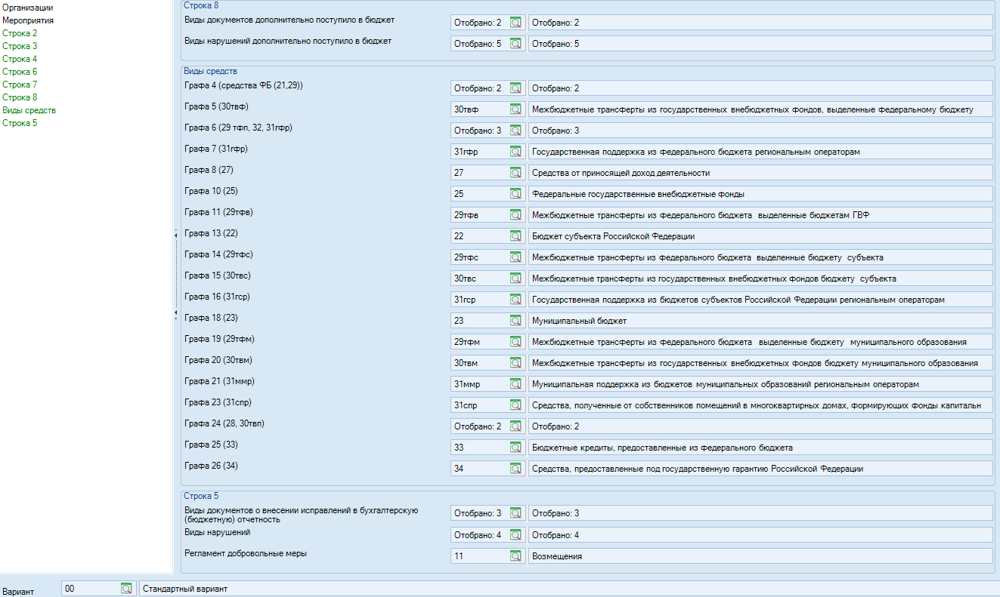 Организации
Мероприятия
Строка 2
Строка 3
Строка 4
Строка 6
Строка 7
Строка 8
Виды средств
Строка 5
Строка 8
Виды документов дополнительно поступило в бюджет Отобрано: 2 Отобрано: 2
Виды нарушений дополнительно поступило в бюджет Отобрано: 5 Отобрано: 5
Виды средств
Графа 4 (средства ФБ (21,29)) Отобрано: 2 Отобрано: 2
Графа 5 (30твф) 30твф Межбюджетные трансферты из государственных внебюджетных фондов, выделенные федеральному бюджету
Графа 6 (29 тфп, 32, 31гфр) Отобрано: 3 Отобрано: 3
Графа 7 (31гфр) 31гфр Государственная поддержка из федерального бюджета региональным операторам
Графа 8 (27) 27 Средства от приносящей доход деятельности
Графа 10 (25) 25 Федеральные государственные внебюджетные фонды
Графа 11 (29тфв) 29тфв Межбюджетные трансферты из федерального бюджета выделенные бюджетам ГВФ
Графа 13 (22) 22 Бюджет субъекта Российской Федерации
Графа 14 (29тфс) 29тфс Межбюджетные трансферты из федерального бюджета выделенные бюджету субъекта
Графа 15 (30твс) 30твс Межбюджетные трансферты из государственных внебюджетных фондов бюджету субъекта
Графа 16 (31гср) 31гср Государственная поддержка из бюджетов субъектов Российской Федерации региональным операторам
Графа 18 (23) 23 Муниципальный бюджет
Графа 19 (29тфм) 29тфм Межбюджетные трансферты из федерального бюджета выделенные бюджету муниципального образования
Графа 20 (30твм) 30твм Межбюджетные трансферты из государственных внебюджетных фондов бюджету муниципального образования
Графа 21 (31ммр) 31ммр Муниципальная поддержка из бюджетов муниципальных образований региональным операторам
Графа 23 (31спр) 31спр Средства, полученные от собственников помещений в многоквартирных домах, формирующих фонды капитальн
Графа 24 (28, 30твп) Отобрано: 2 Отобрано: 2
Графа 25 (33) 33 Бюджетные кредиты, предоставленные из федерального бюджета
Графа 26 (34) 34 Средства, предоставленные под государственную гарантию Российской Федерации
Строка 5
Виды документов о внесении исправлений в бухгалтерскую
(бюджетную) отчетность Отобрано: 3 Отобрано: 3
Виды нарушений Отобрано: 4 Отобрано: 4
Регламент добровольные меры 11 Возмещения
Вариант 00 Стандартный вариант